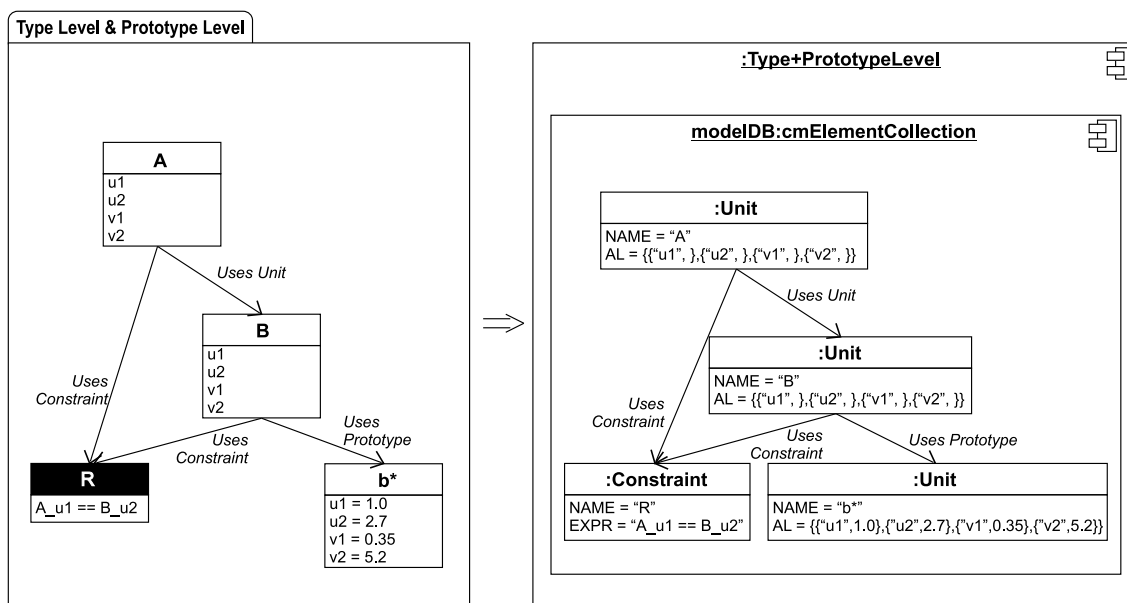 Type Level & Prototype Level
A
u1
u2
v1
v2
Uses Unit
B
u1
u2
v1
v2
Uses
Constraint
Uses
Constraint
Uses
Prototype
R
A_u1 == B_u2
b*
u1 = 1.0
u2 = 2.7
v1 = 0.35
v2 = 5.2
:Type+PrototypeLevel
modelDB:cmElementCollection
:Unit
NAME = “A”
AL = {{“u1”, },{“u2”, },{“v1”, },{“v2”, }}
Uses Unit
:Unit
NAME = “B”
AL = {{“u1”, },{“u2”, },{“v1”, },{“v2”, }}
Uses
Constraint
Uses
Constraint
Uses Prototype
:Constraint
NAME = “R”
EXPR = “A_u1 == B_u2”
:Unit
NAME = “b*”
AL = {{“u1”,1.0},{”u2”,2.7},{”v1”,0.35},{”v2”,5.2}}